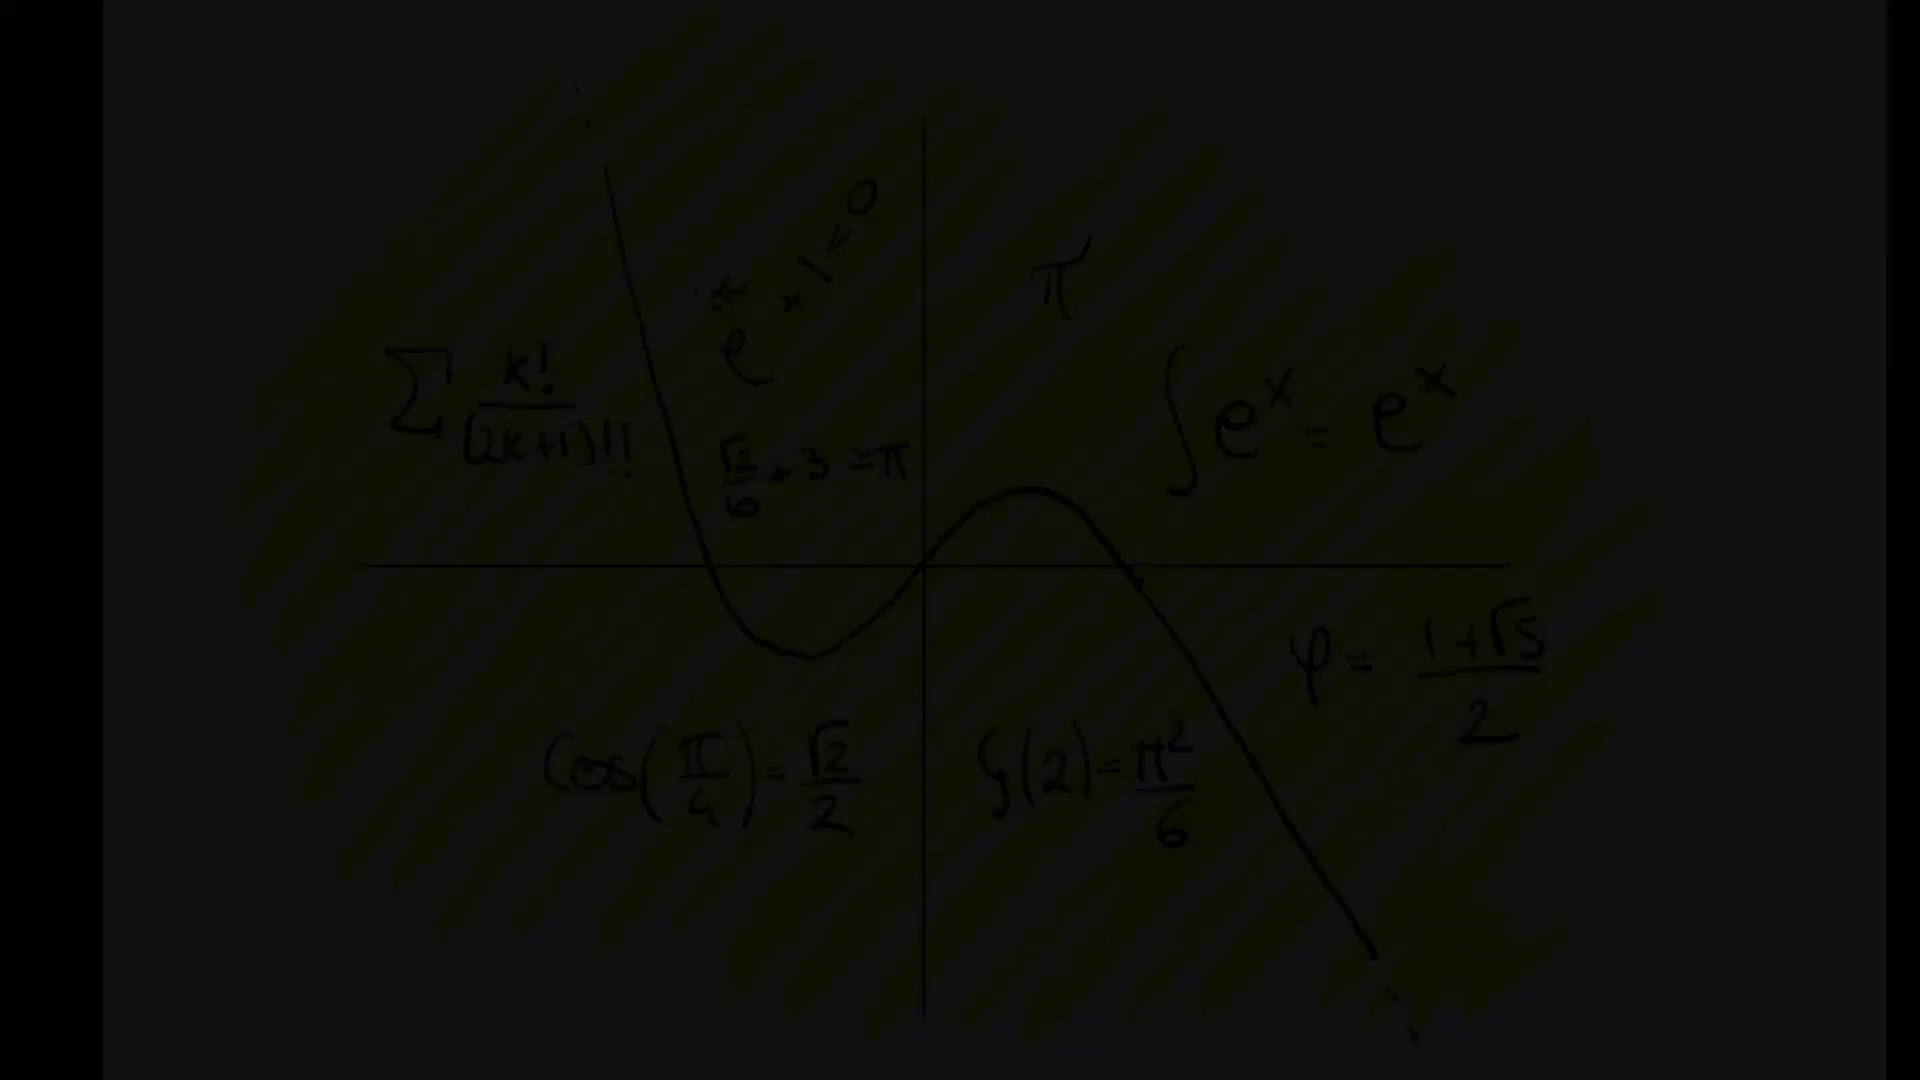 e^{iπ} + 1 = 0
π
∑ k! / (2k+1)!!
∫ e^x = e^x
√2/6 + 3 = π
φ = (1+√5)/2
Cos(π/4) = √2/2
ζ(2) = π²/6